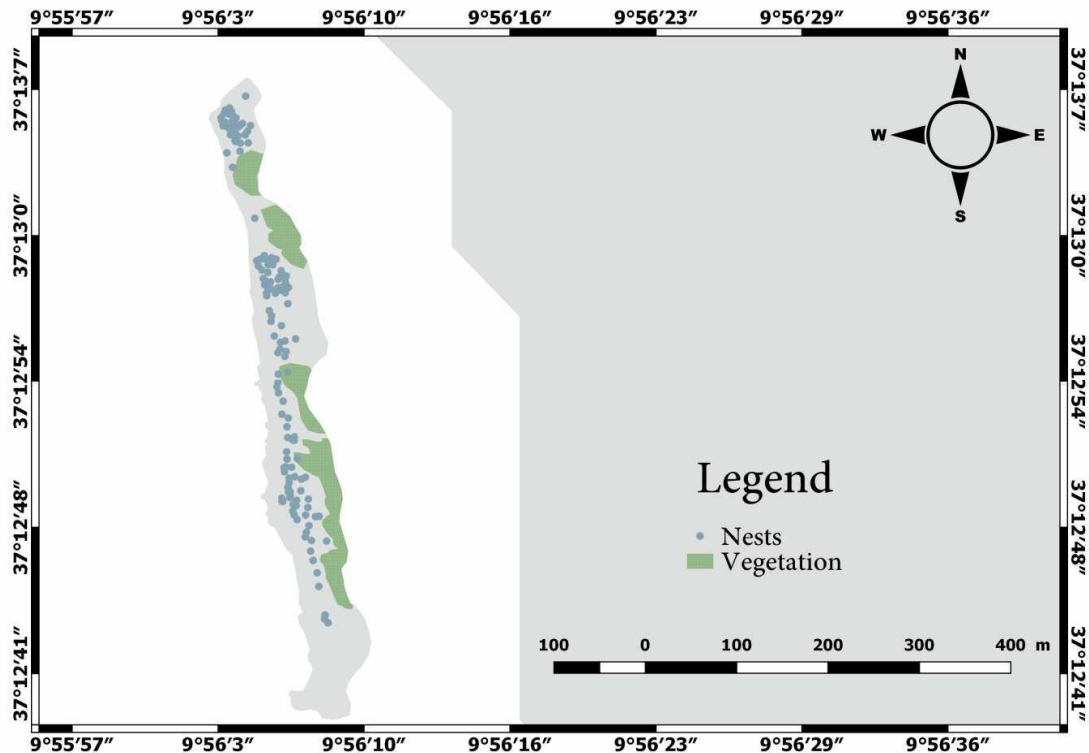 9°55'57″ 9°56'3″ 9°56'10″ 9°56'16″ 9°56'23″ 9°56'29″ 9°56'36″
37°13'7″ 37°13'7″
N
W E
S
37°13'0″ 37°13'0″
37°12'54″ 37°12'54″
Legend
Nests
Vegetation
37°12'48″ 37°12'48″
100 0 100 200 300 400 m
37°12'41″ 37°12'41″
9°55'57″ 9°56'3″ 9°56'10″ 9°56'16″ 9°56'23″ 9°56'29″ 9°56'36″